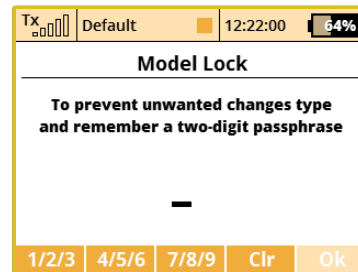 Tx Default 12:22:00 64%
Model Lock
To prevent unwanted changes type
and remember a two-digit passphrase
1/2/3 4/5/6 7/8/9 Clr Ok